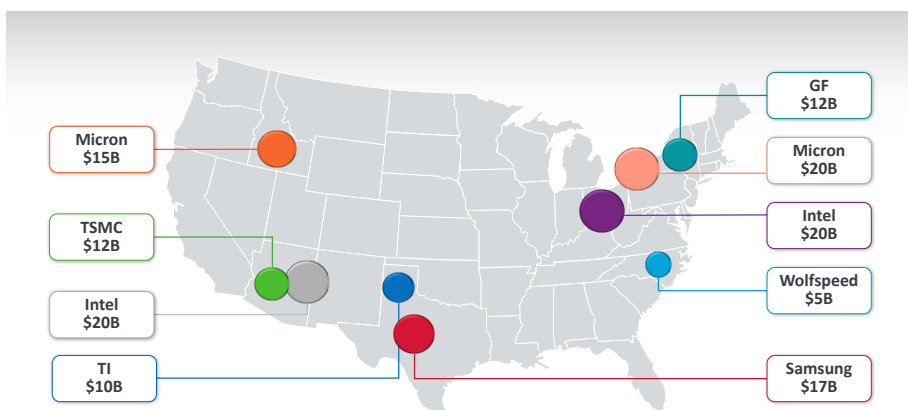 Micron
$15B
TSMC
$12B
Intel
$20B
TI
$10B
GF
$12B
Micron
$20B
Intel
$20B
Wolfspeed
$5B
Samsung
$17B